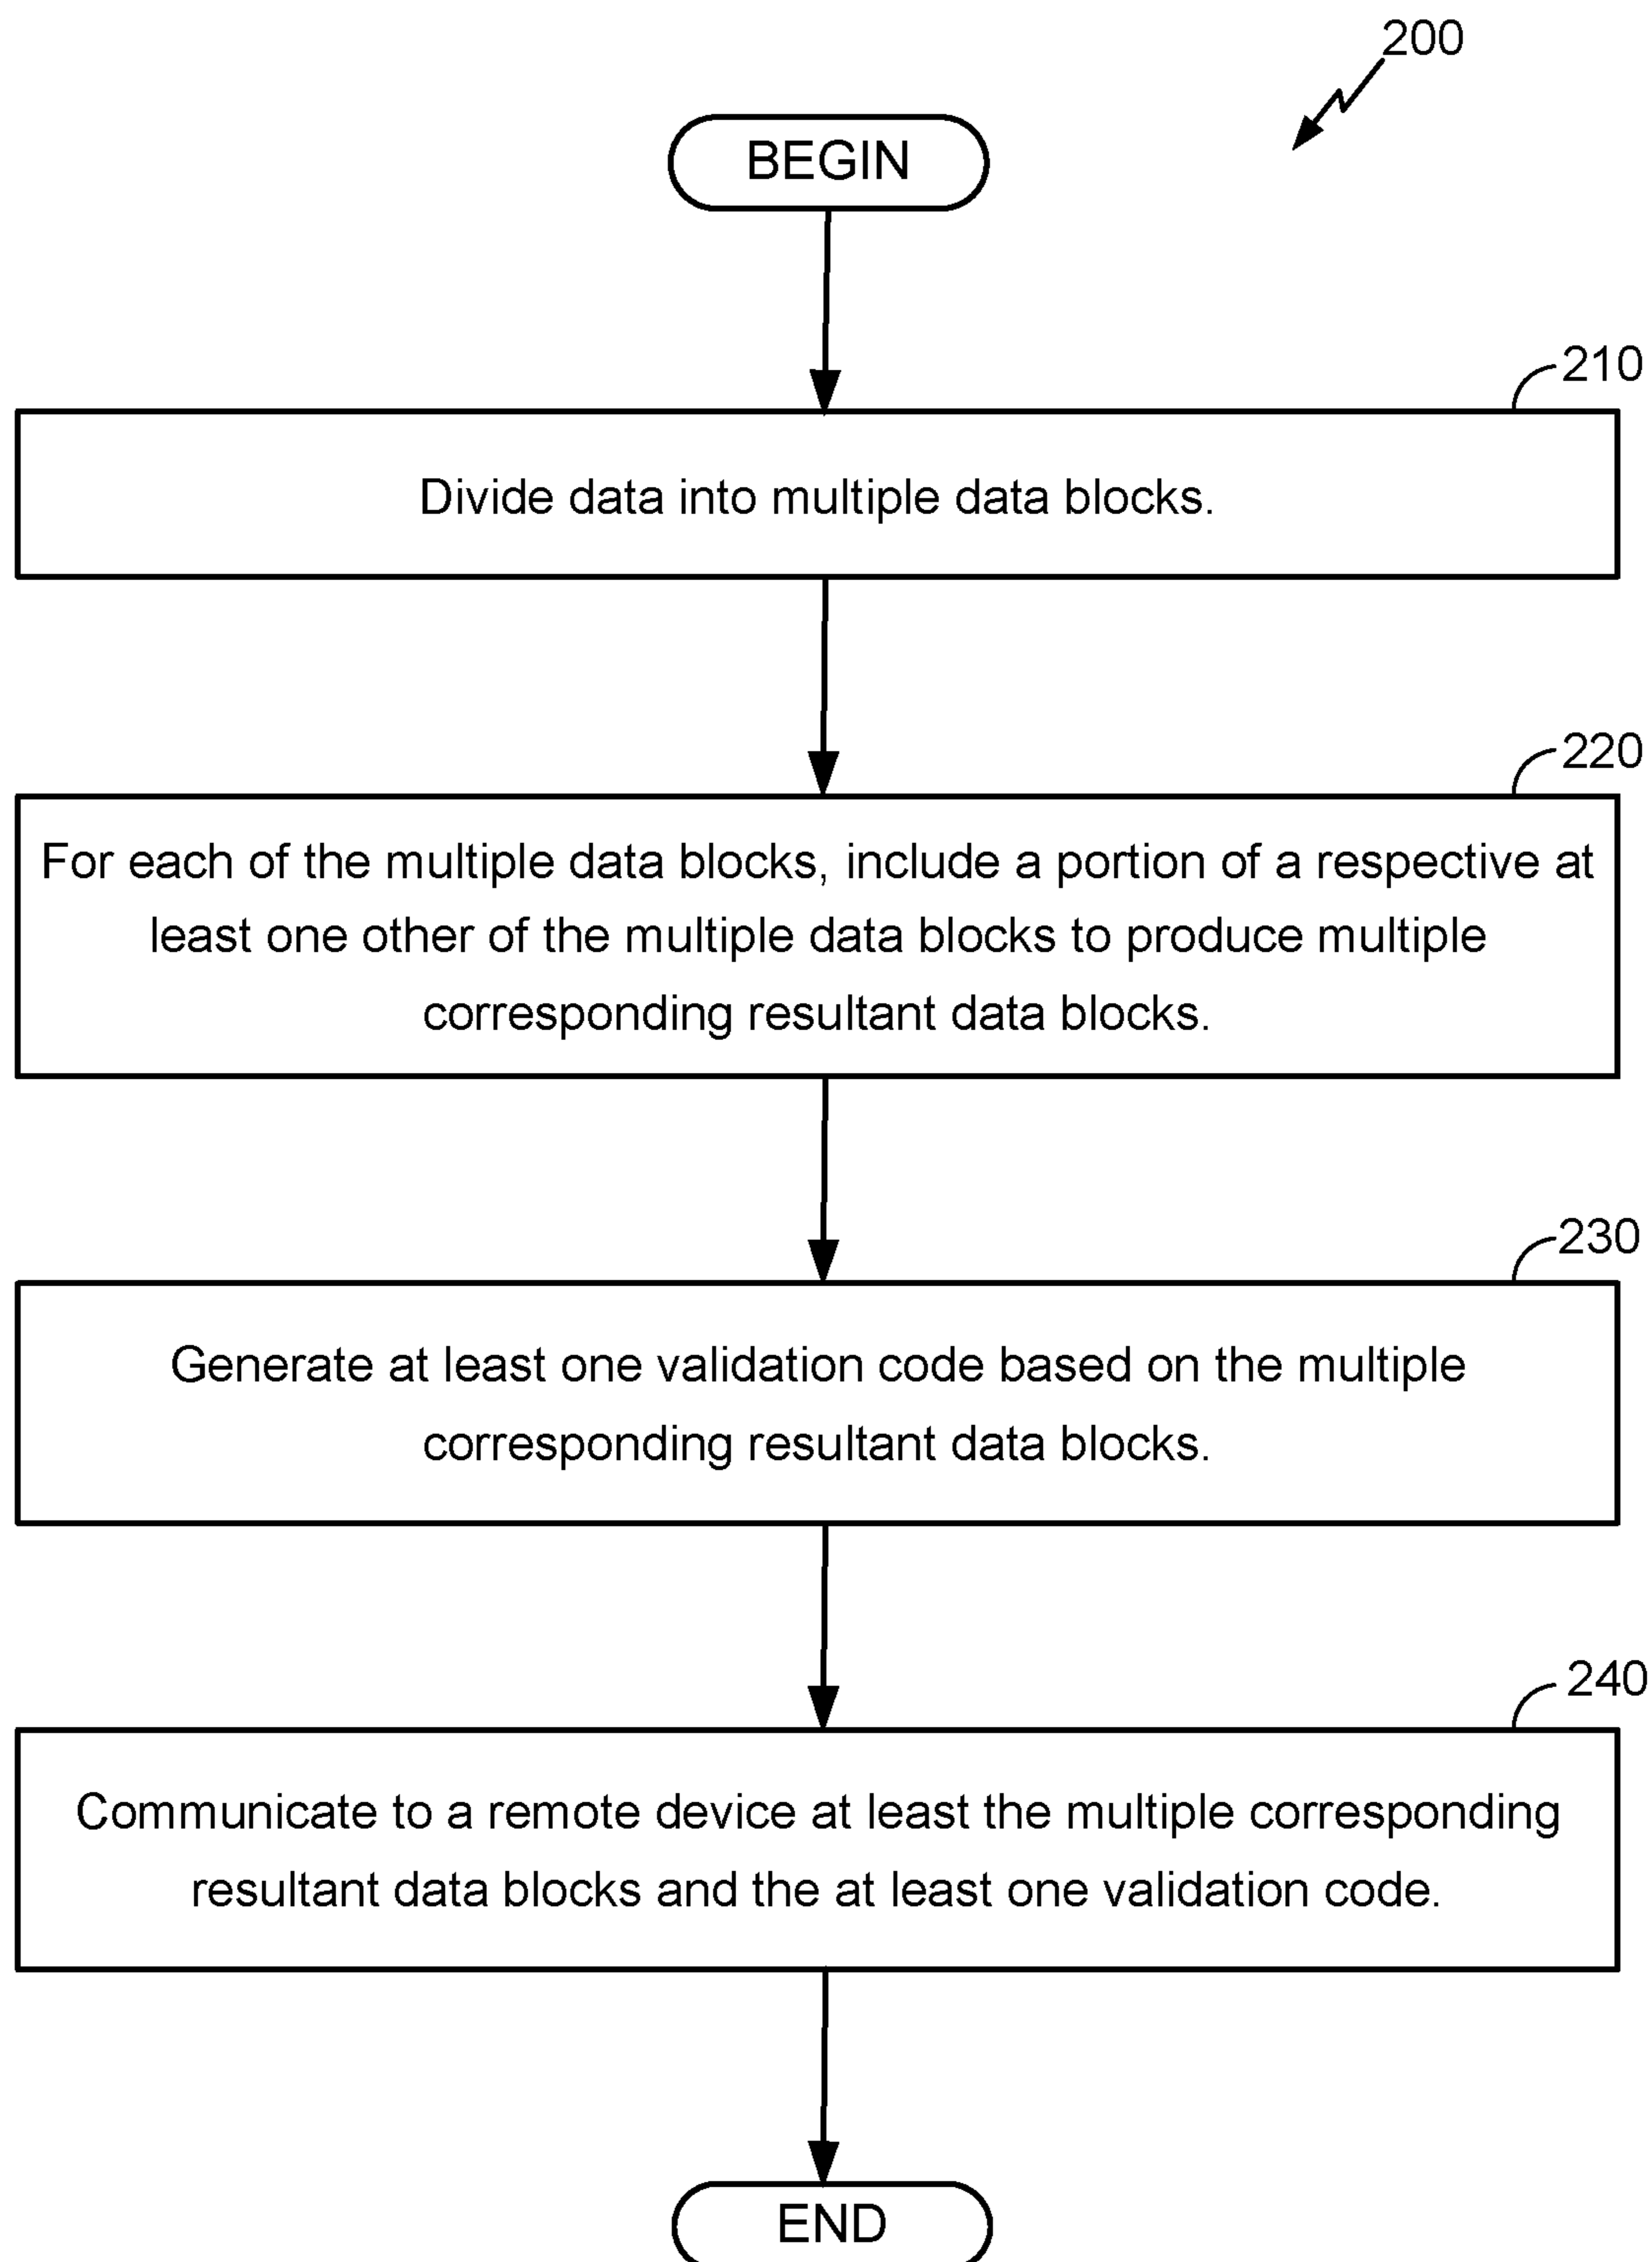 200
BEGIN
210
Divide data into multiple data blocks.
220
For each of the multiple data blocks, include a portion of a respective at
least one other of the multiple data blocks to produce multiple
corresponding resultant data blocks.
230
Generate at least one validation code based on the multiple
corresponding resultant data blocks.
240
Communicate to a remote device at least the multiple corresponding
resultant data blocks and the at least one validation code.
END